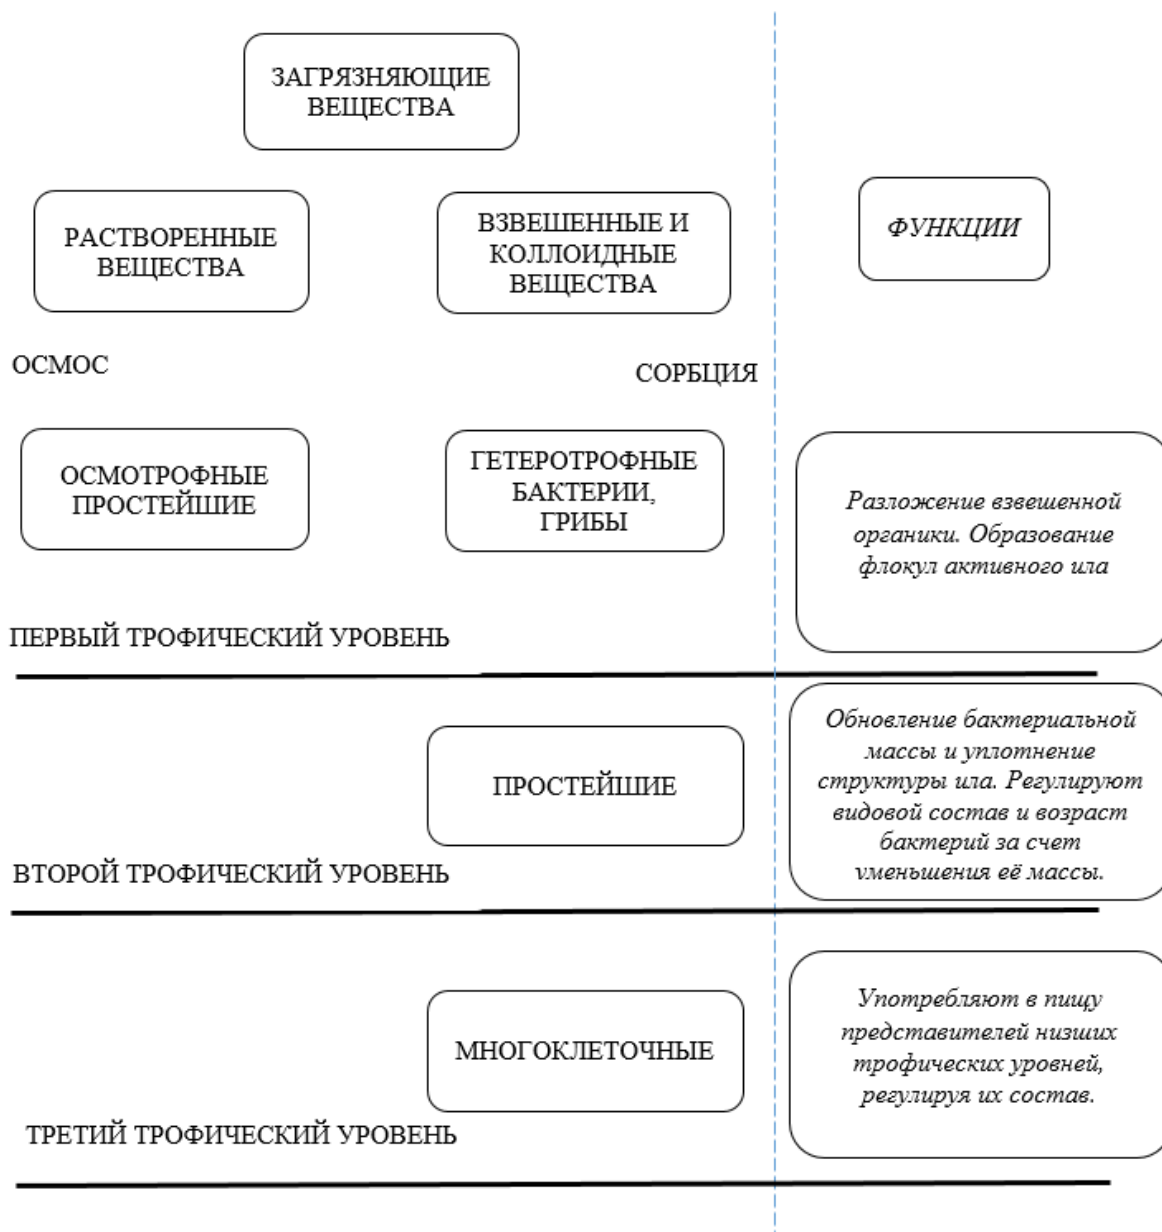 ЗАГРЯЗНЯЮЩИЕ
ВЕЩЕСТВА
РАСТВОРЕННЫЕ
ВЕЩЕСТВА
ВЗВЕШЕННЫЕ И
КОЛЛОИДНЫЕ
ВЕЩЕСТВА
ФУНКЦИИ
ОСМОС
СОРБЦИЯ
ОСМОТРОФНЫЕ
ПРОСТЕЙШИЕ
ГЕТЕРОТРОФНЫЕ
БАКТЕРИИ,
ГРИБЫ
Разложение взвешенной
органики. Образование
флокул активного ила
ПЕРВЫЙ ТРОФИЧЕСКИЙ УРОВЕНЬ
ПРОСТЕЙШИЕ
Обновление бактериальной
массы и уплотнение
структуры ила. Регулируют
видовой состав и возраст
бактерий за счет
уменьшения её массы.
ВТОРОЙ ТРОФИЧЕСКИЙ УРОВЕНЬ
МНОГОКЛЕТОЧНЫЕ
Употребляют в пищу
представителей низших
трофических уровней,
регулируя их состав.
ТРЕТИЙ ТРОФИЧЕСКИЙ УРОВЕНЬ